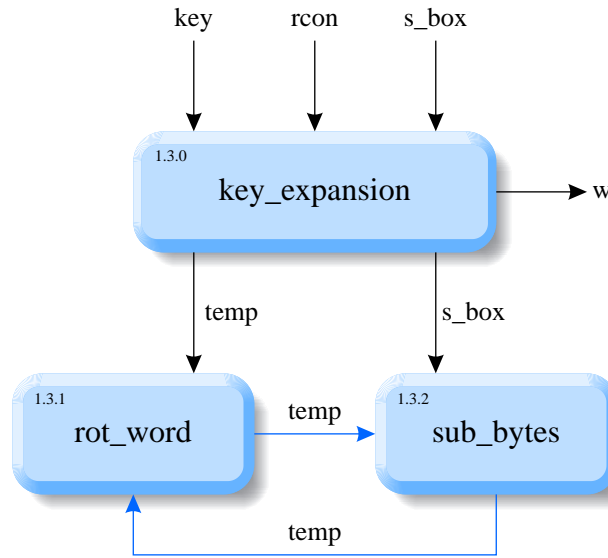 key rcon s_box
1.3.0
key_expansion
w
temp s_box
1.3.1
rot_word
temp
1.3.2
sub_bytes
temp